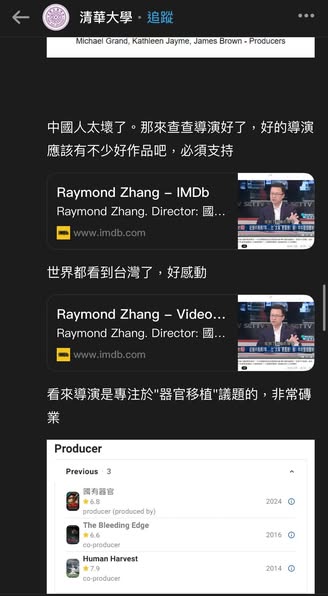 清華大學・追蹤
Michael Grand, Kathleen Jayme, James Brown - Producers
中國人太壞了。那來查查導演好了，好的導演
應該有不少好作品吧，必須支持
Raymond Zhang – IMDb
Raymond Zhang. Director: 國...
www.imdb.com
世界都看到台灣了，好感動
Raymond Zhang – Video...
Raymond Zhang. Director: 國...
www.imdb.com
看來導演是專注於"器官移植"議題的，非常磚
業
Producer
Previous · 3
國有器官
6.8
2024
producer (produced by)
The Bleeding Edge
6.6
2016
co-producer
Human Harvest
7.9
2014
co-producer